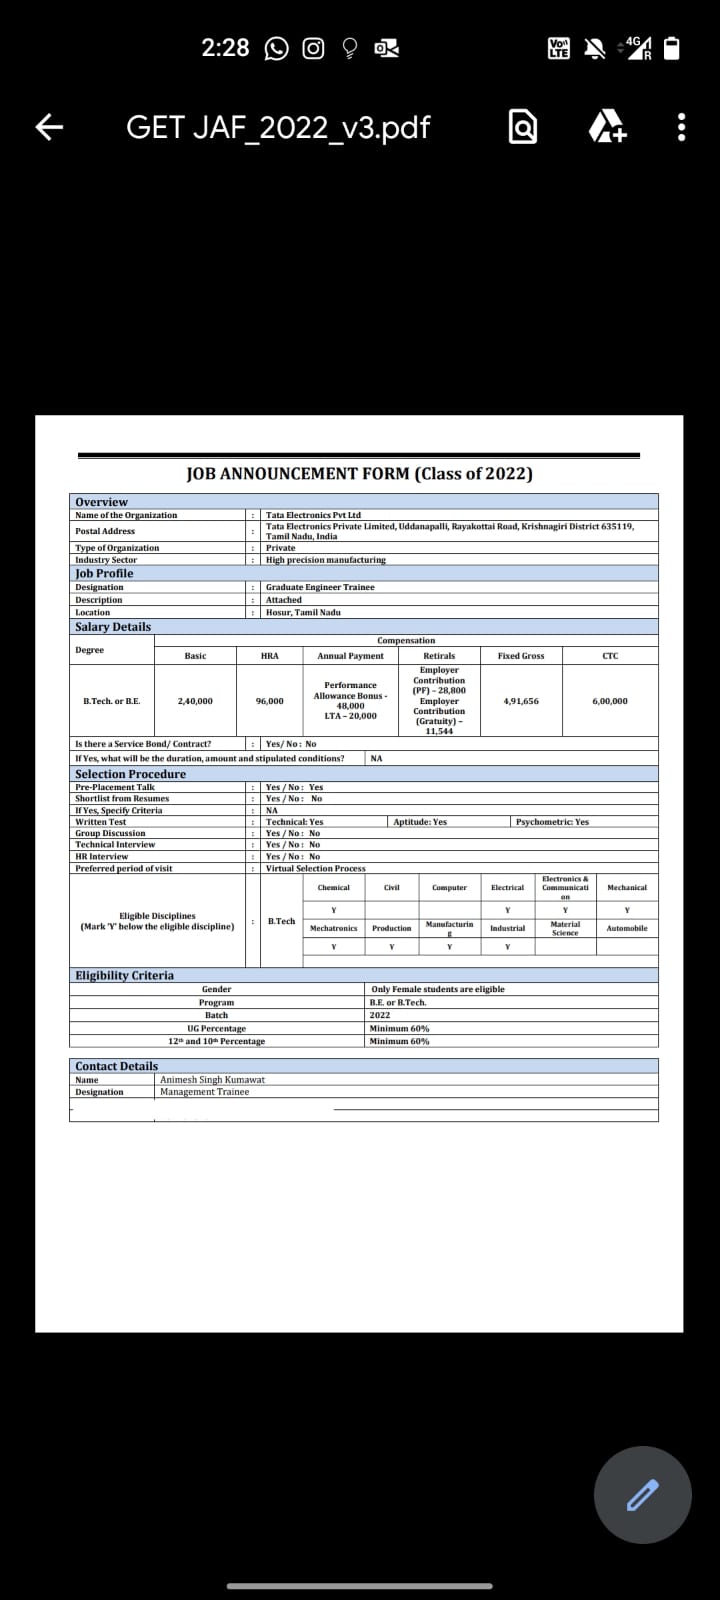 2:28
VoLTE 4G R
GET JAF_2022_v3.pdf
JOB ANNOUNCEMENT FORM (Class of 2022)
Overview
Name of the Organization : Tata Electronics Pvt Ltd
Postal Address : Tata Electronics Private Limited, Uddanapalli, Rayakottai Road, Krishnagiri District 635119,
Tamil Nadu, India
Type of Organization : Private
Industry Sector : High precision manufacturing
Job Profile
Designation : Graduate Engineer Trainee
Description : Attached
Location : Hosur, Tamil Nadu
Salary Details
Degree
Compensation
Basic HRA Annual Payment Retirals Fixed Gross CTC
B.Tech. or B.E. 2,40,000 96,000
Performance
Allowance Bonus -
48,000
LTA – 20,000
Employer
Contribution
(PF) – 28,800
Employer
Contribution
(Gratuity) –
11,544
4,91,656 6,00,000
Is there a Service Bond/ Contract? : Yes/ No : No
If Yes, what will be the duration, amount and stipulated conditions? NA
Selection Procedure
Pre-Placement Talk : Yes / No : Yes
Shortlist from Resumes : Yes / No : No
If Yes, Specify Criteria : NA
Written Test : Technical: Yes Aptitude: Yes Psychometric: Yes
Group Discussion : Yes / No : No
Technical Interview : Yes / No : No
HR Interview : Yes / No : No
Preferred period of visit : Virtual Selection Process
Eligible Disciplines
(Mark 'Y' below the eligible discipline)
: B.Tech
Chemical Civil Computer Electrical Electronics &
Communicati
on
Mechanical
Y Y Y Y
Mechatronics Production Manufacturin
g
Industrial Material
Science
Automobile
Y Y Y Y
Eligibility Criteria
Gender Only Female students are eligible
Program B.E. or B.Tech.
Batch 2022
UG Percentage Minimum 60%
12th and 10th Percentage Minimum 60%
Contact Details
Name Animesh Singh Kumawat
Designation Management Trainee